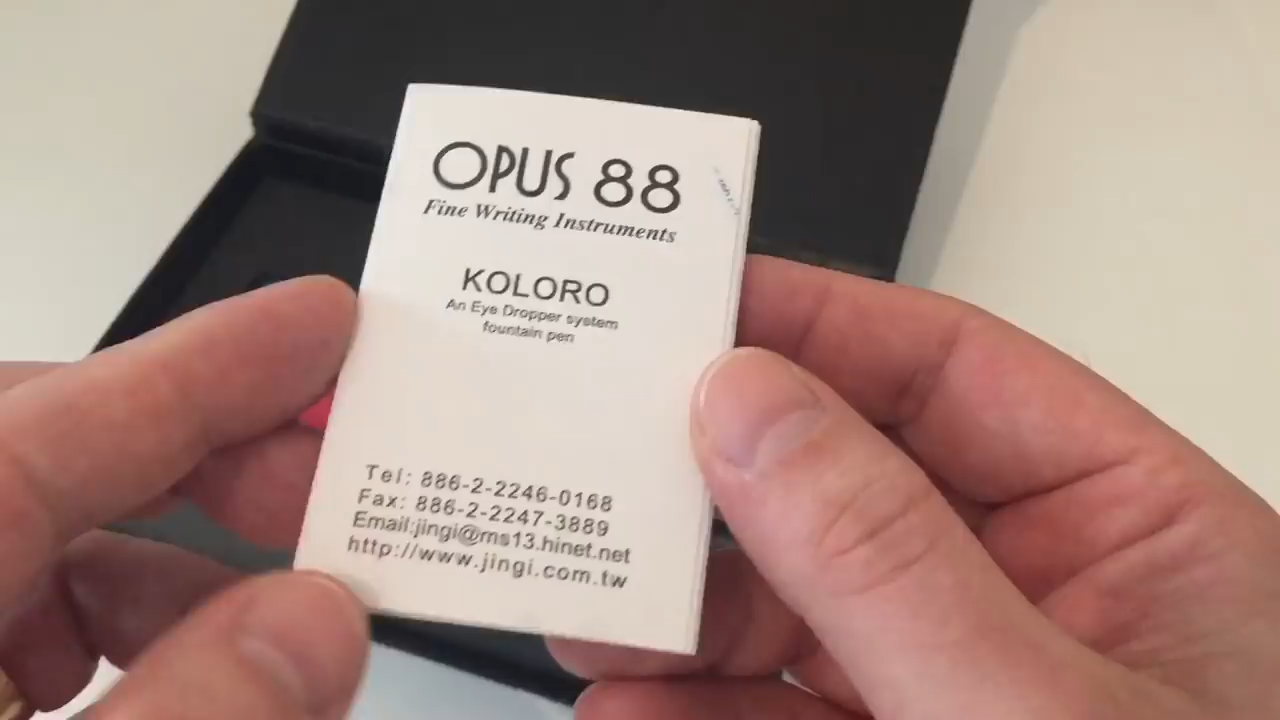 OPUS 88
Fine Writing Instruments
KOLORO
An Eye Dropper system
fountain pen
Tel: 886-2-2246-0168
Fax: 886-2-2247-3889
Email:jingi@ms13.hinet.net
http://www.jingi.com.tw